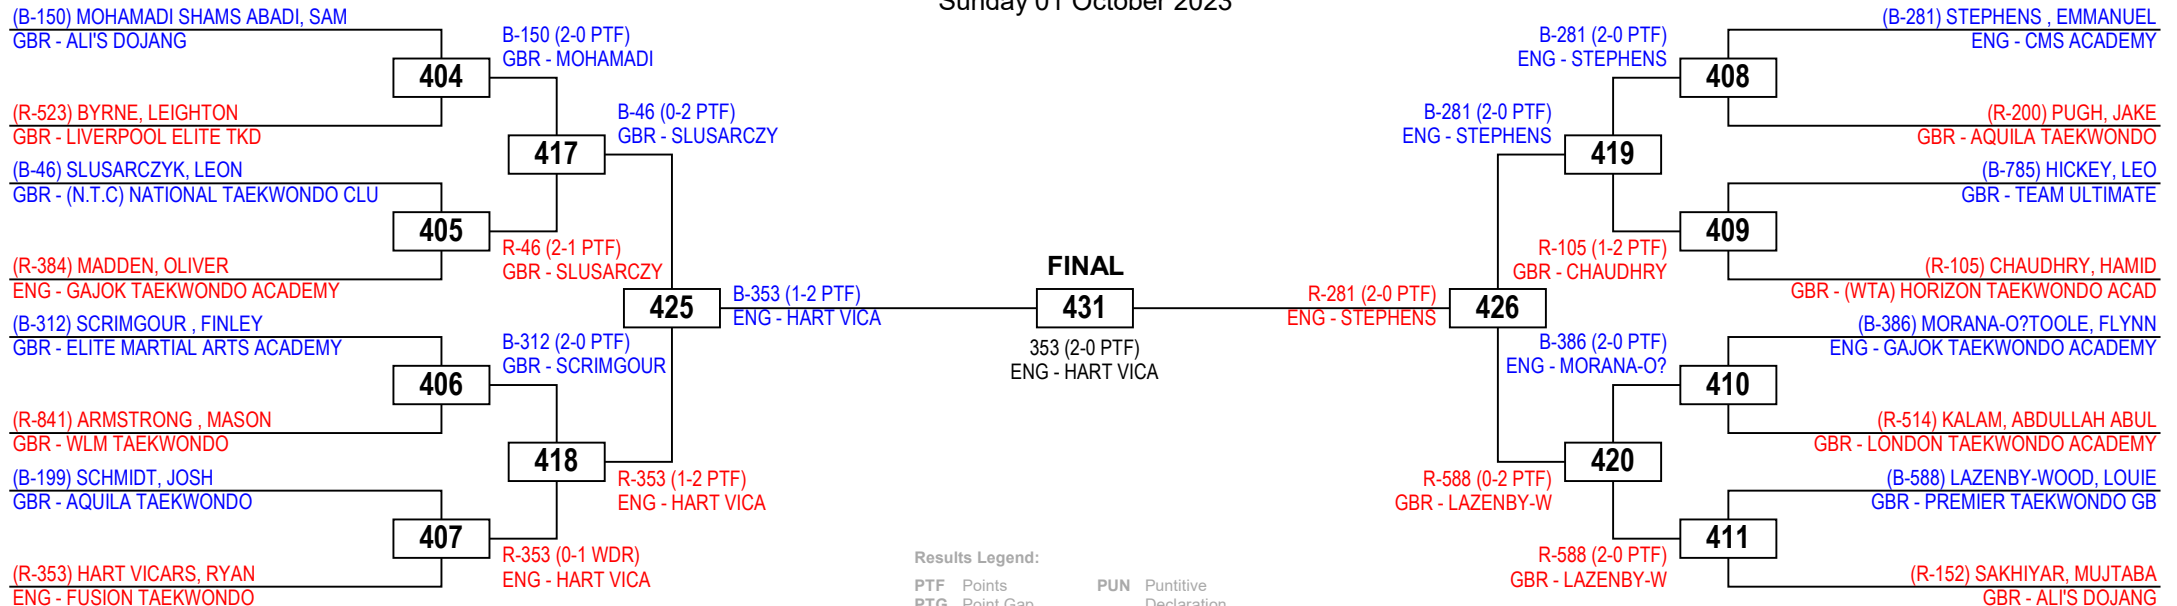 Sunday 01 October 2023
(B-150) MOHAMADI SHAMS ABADI, SAM
GBR - ALI'S DOJANG
404
B-150 (2-0 PTF)
GBR - MOHAMADI
(R-523) BYRNE, LEIGHTON
GBR - LIVERPOOL ELITE TKD
417
B-46 (0-2 PTF)
GBR - SLUSARCZY
(B-46) SLUSARCZYK, LEON
GBR - (N.T.C) NATIONAL TAEKWONDO CLU
405
R-46 (2-1 PTF)
GBR - SLUSARCZY
(R-384) MADDEN, OLIVER
ENG - GAJOK TAEKWONDO ACADEMY
425
B-353 (1-2 PTF)
ENG - HART VICA
(B-312) SCRIMGOUR , FINLEY
GBR - ELITE MARTIAL ARTS ACADEMY
406
B-312 (2-0 PTF)
GBR - SCRIMGOUR
(R-841) ARMSTRONG , MASON
GBR - WLM TAEKWONDO
418
R-353 (1-2 PTF)
ENG - HART VICA
(B-199) SCHMIDT, JOSH
GBR - AQUILA TAEKWONDO
407
R-353 (0-1 WDR)
ENG - HART VICA
(R-353) HART VICARS, RYAN
ENG - FUSION TAEKWONDO
FINAL
431
353 (2-0 PTF)
ENG - HART VICA
(B-281) STEPHENS , EMMANUEL
ENG - CMS ACADEMY
B-281 (2-0 PTF)
ENG - STEPHENS
408
(R-200) PUGH, JAKE
GBR - AQUILA TAEKWONDO
B-281 (2-0 PTF)
ENG - STEPHENS
419
(B-785) HICKEY, LEO
GBR - TEAM ULTIMATE
409
R-105 (1-2 PTF)
GBR - CHAUDHRY
(R-105) CHAUDHRY, HAMID
GBR - (WTA) HORIZON TAEKWONDO ACAD
R-281 (2-0 PTF)
ENG - STEPHENS
426
(B-386) MORANA-O?TOOLE, FLYNN
ENG - GAJOK TAEKWONDO ACADEMY
B-386 (2-0 PTF)
ENG - MORANA-O?
410
(R-514) KALAM, ABDULLAH ABUL
GBR - LONDON TAEKWONDO ACADEMY
420
R-588 (0-2 PTF)
GBR - LAZENBY-W
(B-588) LAZENBY-WOOD, LOUIE
GBR - PREMIER TAEKWONDO GB
411
R-588 (2-0 PTF)
GBR - LAZENBY-W
(R-152) SAKHIYAR, MUJTABA
GBR - ALI'S DOJANG
Results Legend:
PTF Points PUN Puntitive
PTG Point Gap Declaration